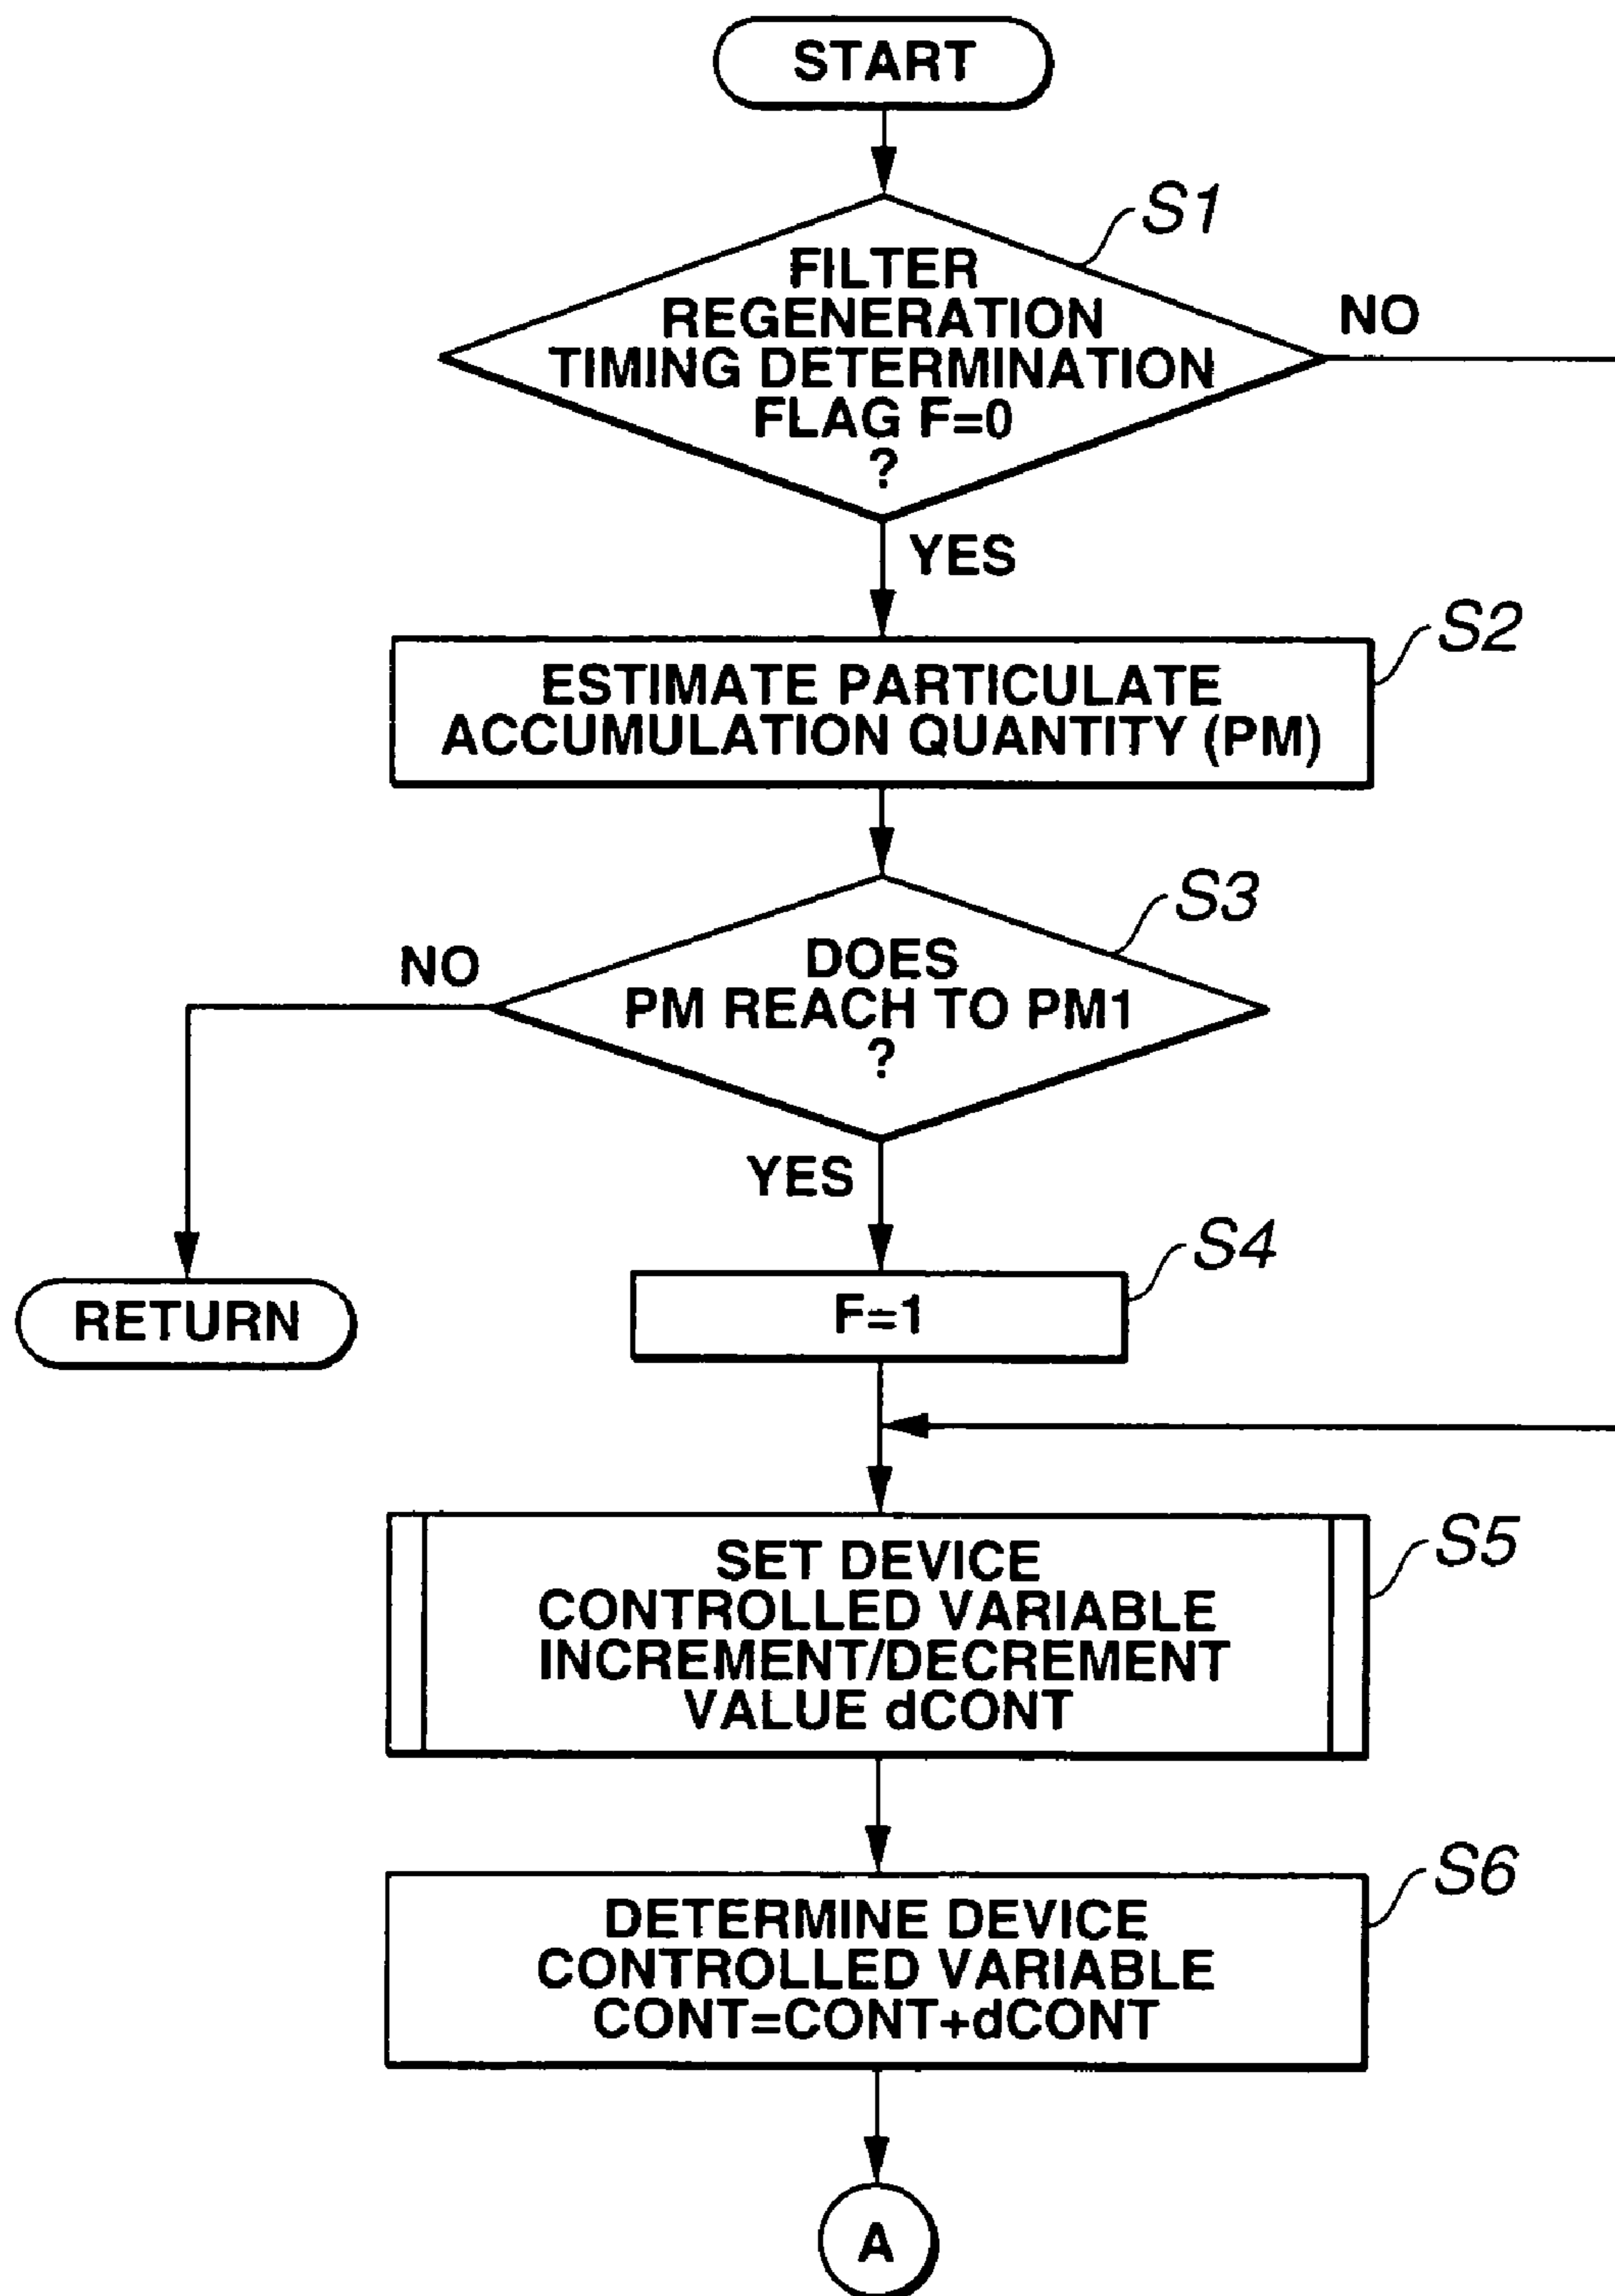 START
S1
FILTER
REGENERATION
TIMING DETERMINATION
FLAG F=0
?
NO
YES
S2
ESTIMATE PARTICULATE
ACCUMULATION QUANTITY (PM)
S3
DOES
PM REACH TO PM1
?
NO
YES
RETURN
S4
F=1
S5
SET DEVICE
CONTROLLED VARIABLE
INCREMENT/DECREMENT
VALUE dCONT
S6
DETERMINE DEVICE
CONTROLLED VARIABLE
CONT=CONT+dCONT
A